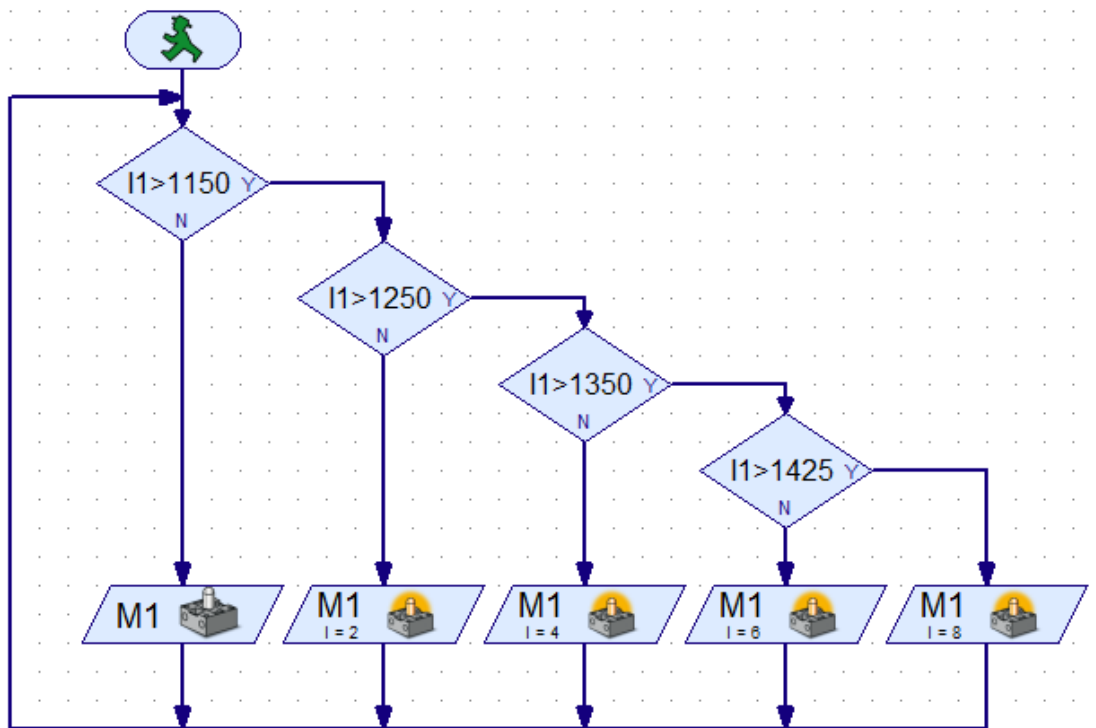 I1>1150 Y
N
I1>1250 Y
N
I1>1350 Y
N
I1>1425 Y
N
M1
M1
I = 2
M1
I = 4
M1
I = 6
M1
I = 8